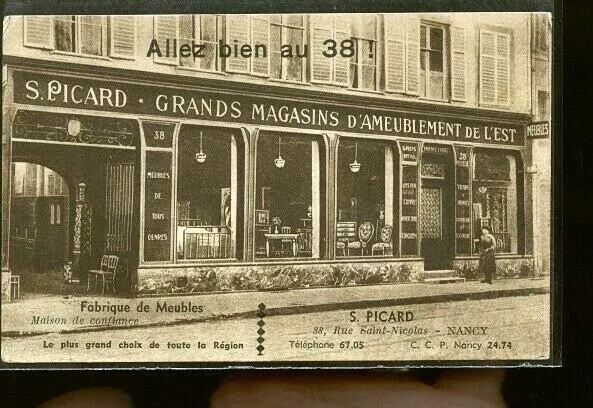 Allez bien au 38 !
S. PICARD · GRANDS MAGASINS D'AMEUBLEMENT DE L'EST
MEUBLES
38
MEUBLES
DE
TOUS
GENRES
38
Fabrique de Meubles
Maison de confiance
Le plus grand choix de toute la Région
S. PICARD
38, Rue Saint-Nicolas — NANCY
Téléphone 67.05
C. C. P. Nancy 24.74